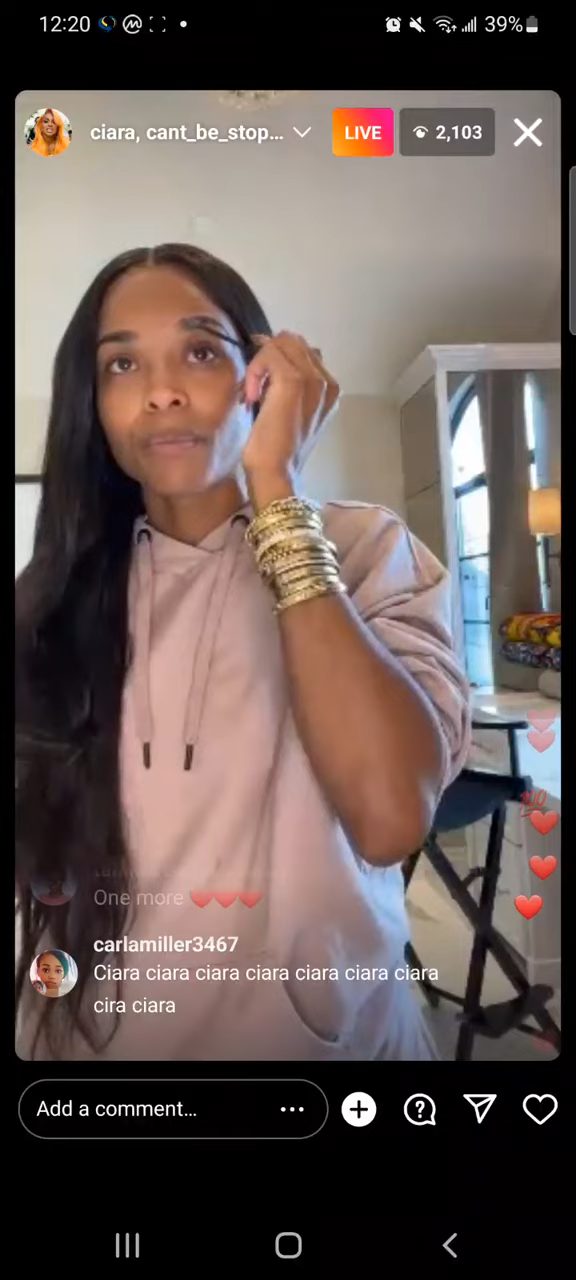 12:20
39%
ciara, cant_be_stop...
LIVE
2,103
One more ❤️❤️❤️
carlamiller3467
Ciara ciara ciara ciara ciara ciara ciara
cira ciara
Add a comment...